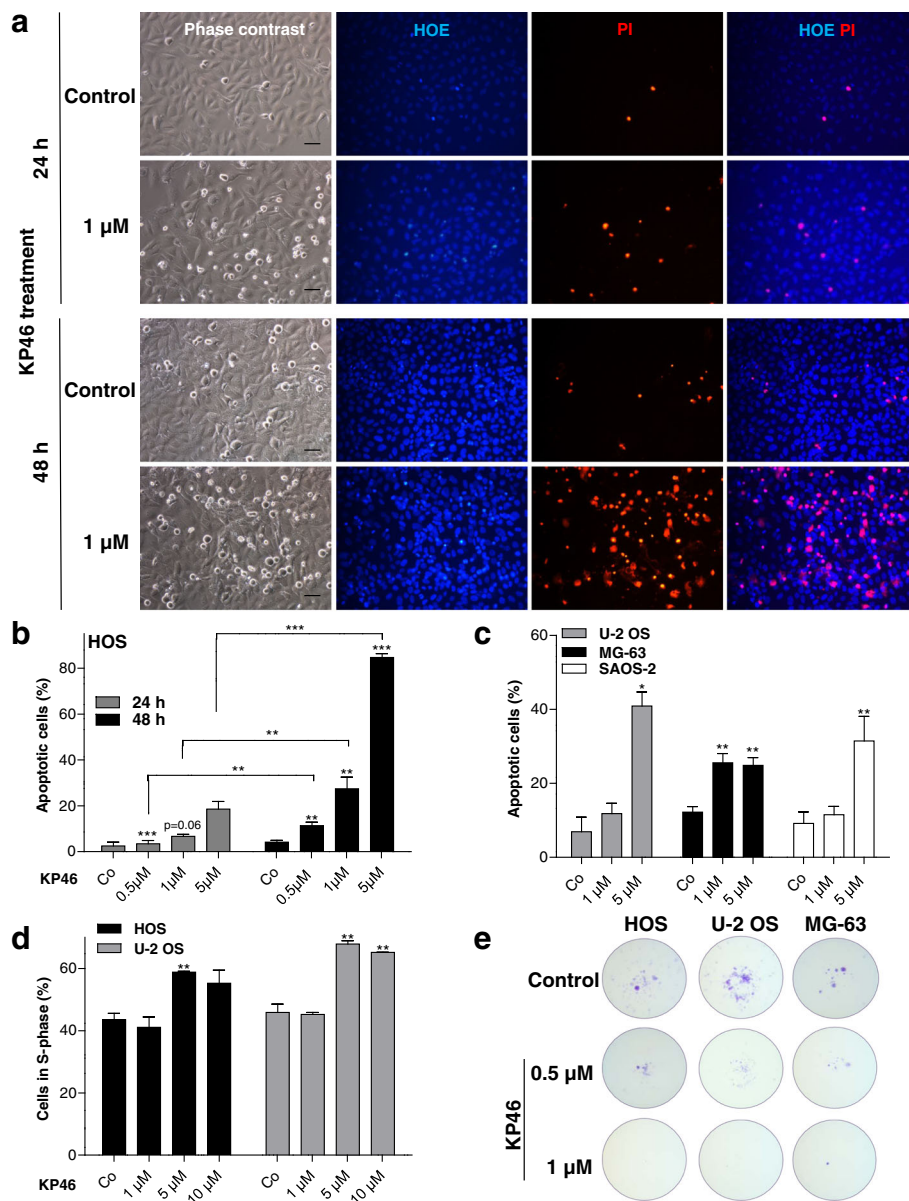 a
Phase contrast HOE PI HOE PI
KP46 treatment
24 h
Control
1 µM
48 h
Control
1 µM
b
HOS
24 h
48 h
Apoptotic cells (%)
80
60
40
20
0
***
p=0.06
**
**
***
**
**
***
KP46 Co 0.5µM 1µM 5µM Co 0.5µM 1µM 5µM
c
U-2 OS
MG-63
SAOS-2
Apoptotic cells (%)
60
40
20
0
*
**
**
**
Co 1 µM 5 µM Co 1 µM 5 µM Co 1 µM 5 µM
d
HOS
U-2 OS
Cells in S-phase (%)
60
40
20
0
**
**
**
KP46 Co 1 µM 5 µM 10 µM Co 1 µM 5 µM 10 µM
e
HOS U-2 OS MG-63
Control
KP46
0.5 µM
1 µM